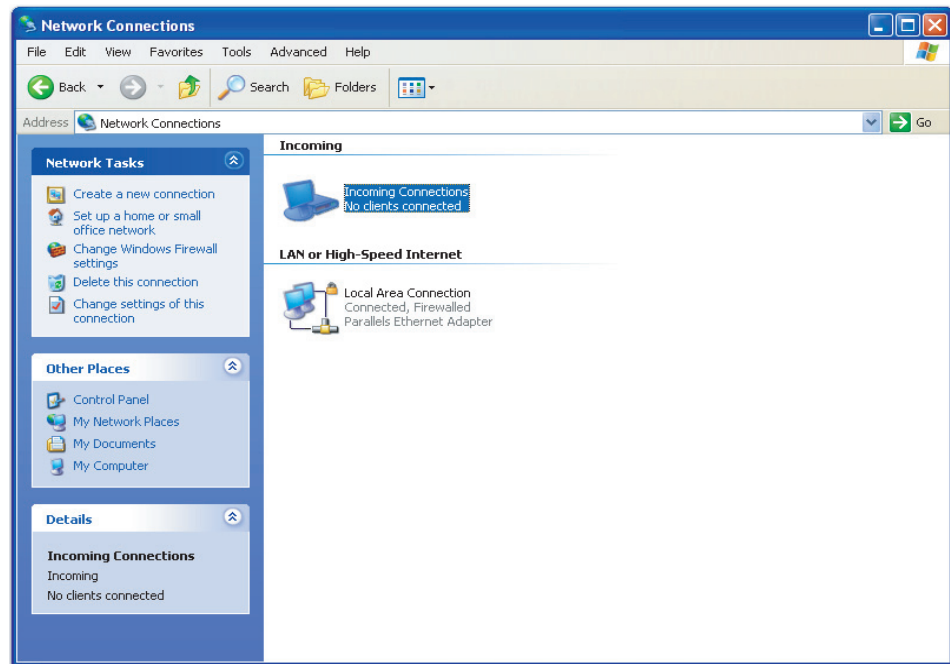 Network Connections
File Edit View Favorites Tools Advanced Help
Back Search Folders
Address Network Connections Go
Network Tasks
Create a new connection
Set up a home or small
office network
Change Windows Firewall
settings
Delete this connection
Change settings of this
connection
Other Places
Control Panel
My Network Places
My Documents
My Computer
Details
Incoming Connections
Incoming
No clients connected
Incoming
Incoming Connections
No clients connected
LAN or High-Speed Internet
Local Area Connection
Connected, Firewalled
Parallels Ethernet Adapter